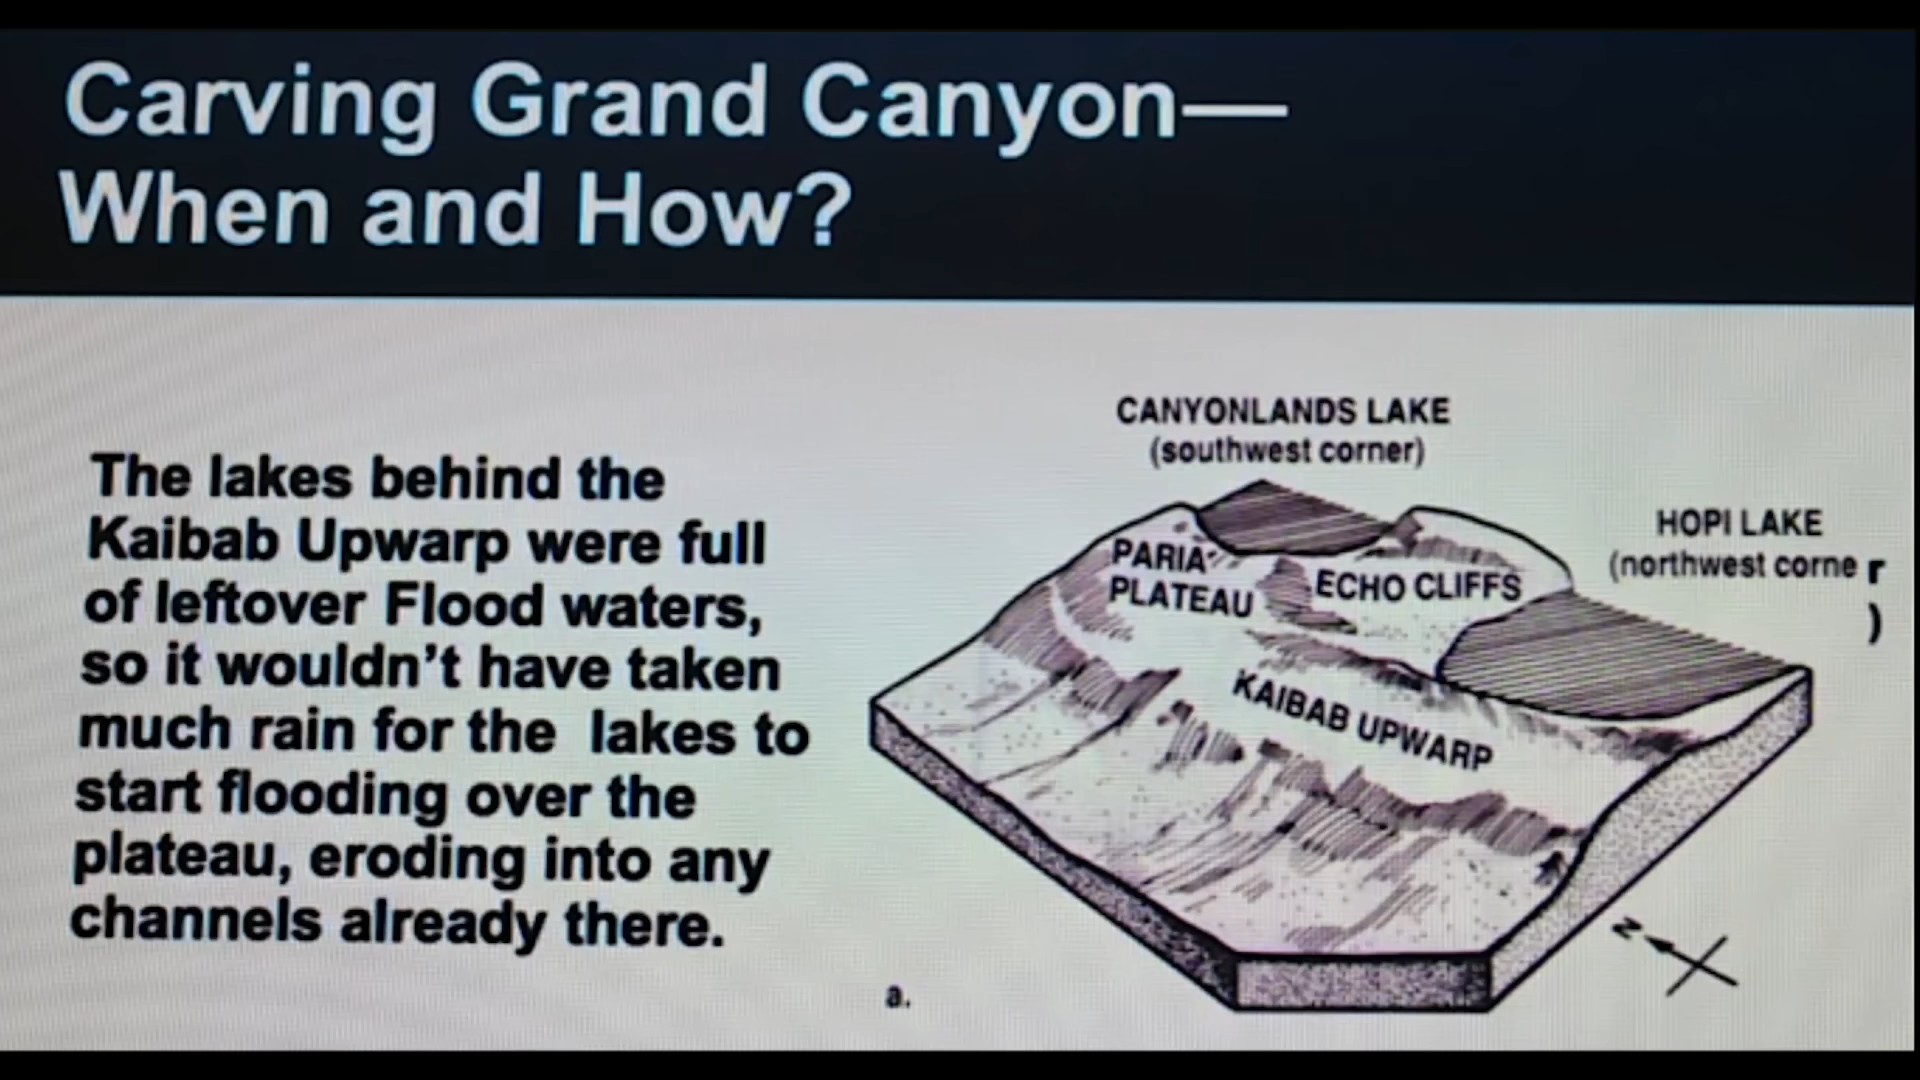 Carving Grand Canyon—
When and How?
The lakes behind the
Kaibab Upwarp were full
of leftover Flood waters,
so it wouldn't have taken
much rain for the lakes to
start flooding over the
plateau, eroding into any
channels already there.
CANYONLANDS LAKE
(southwest corner)
HOPI LAKE
(northwest corner
)
PARIA
PLATEAU
ECHO CLIFFS
KAIBAB UPWARP
N
a.